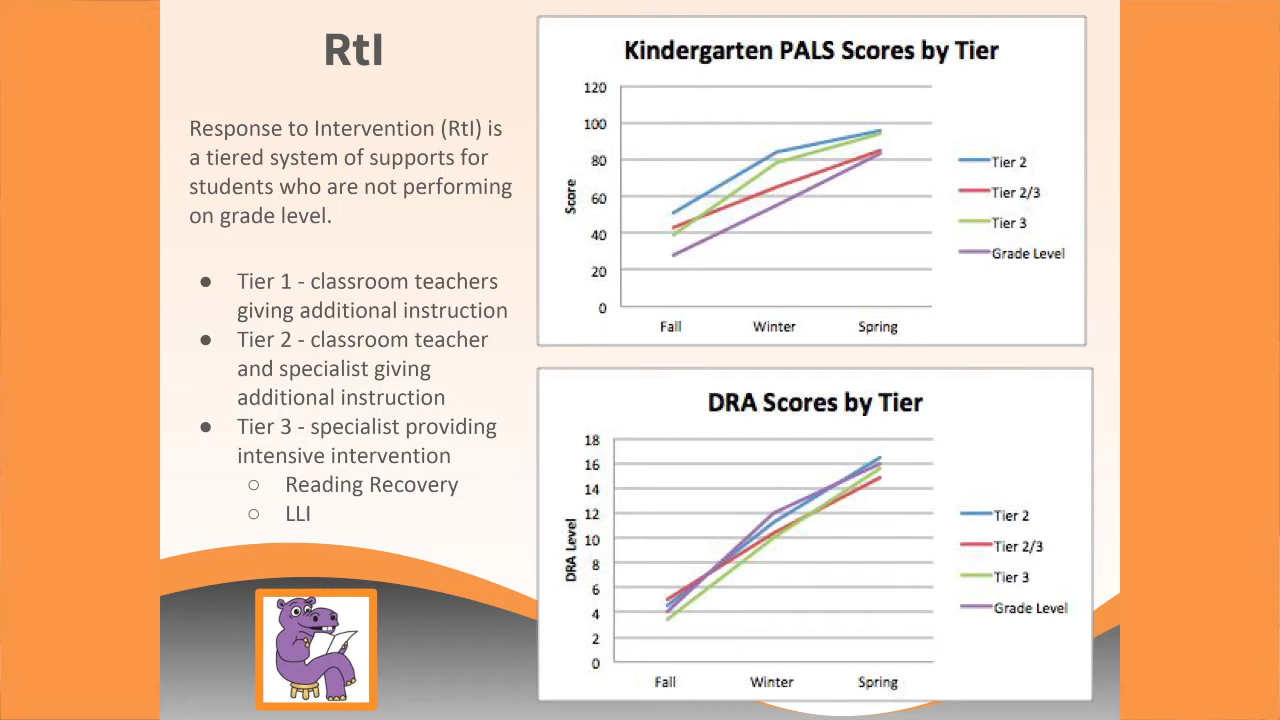 RtI
Response to Intervention (RtI) is
a tiered system of supports for
students who are not performing
on grade level.
● Tier 1 - classroom teachers
giving additional instruction
● Tier 2 - classroom teacher
and specialist giving
additional instruction
● Tier 3 - specialist providing
intensive intervention
○ Reading Recovery
○ LLI
Kindergarten PALS Scores by Tier
120
100
80
60
40
20
0
Score
Fall Winter Spring
Tier 2
Tier 2/3
Tier 3
Grade Level
DRA Scores by Tier
18
16
14
12
10
8
6
4
2
0
DRA Level
Fall Winter Spring
Tier 2
Tier 2/3
Tier 3
Grade Level